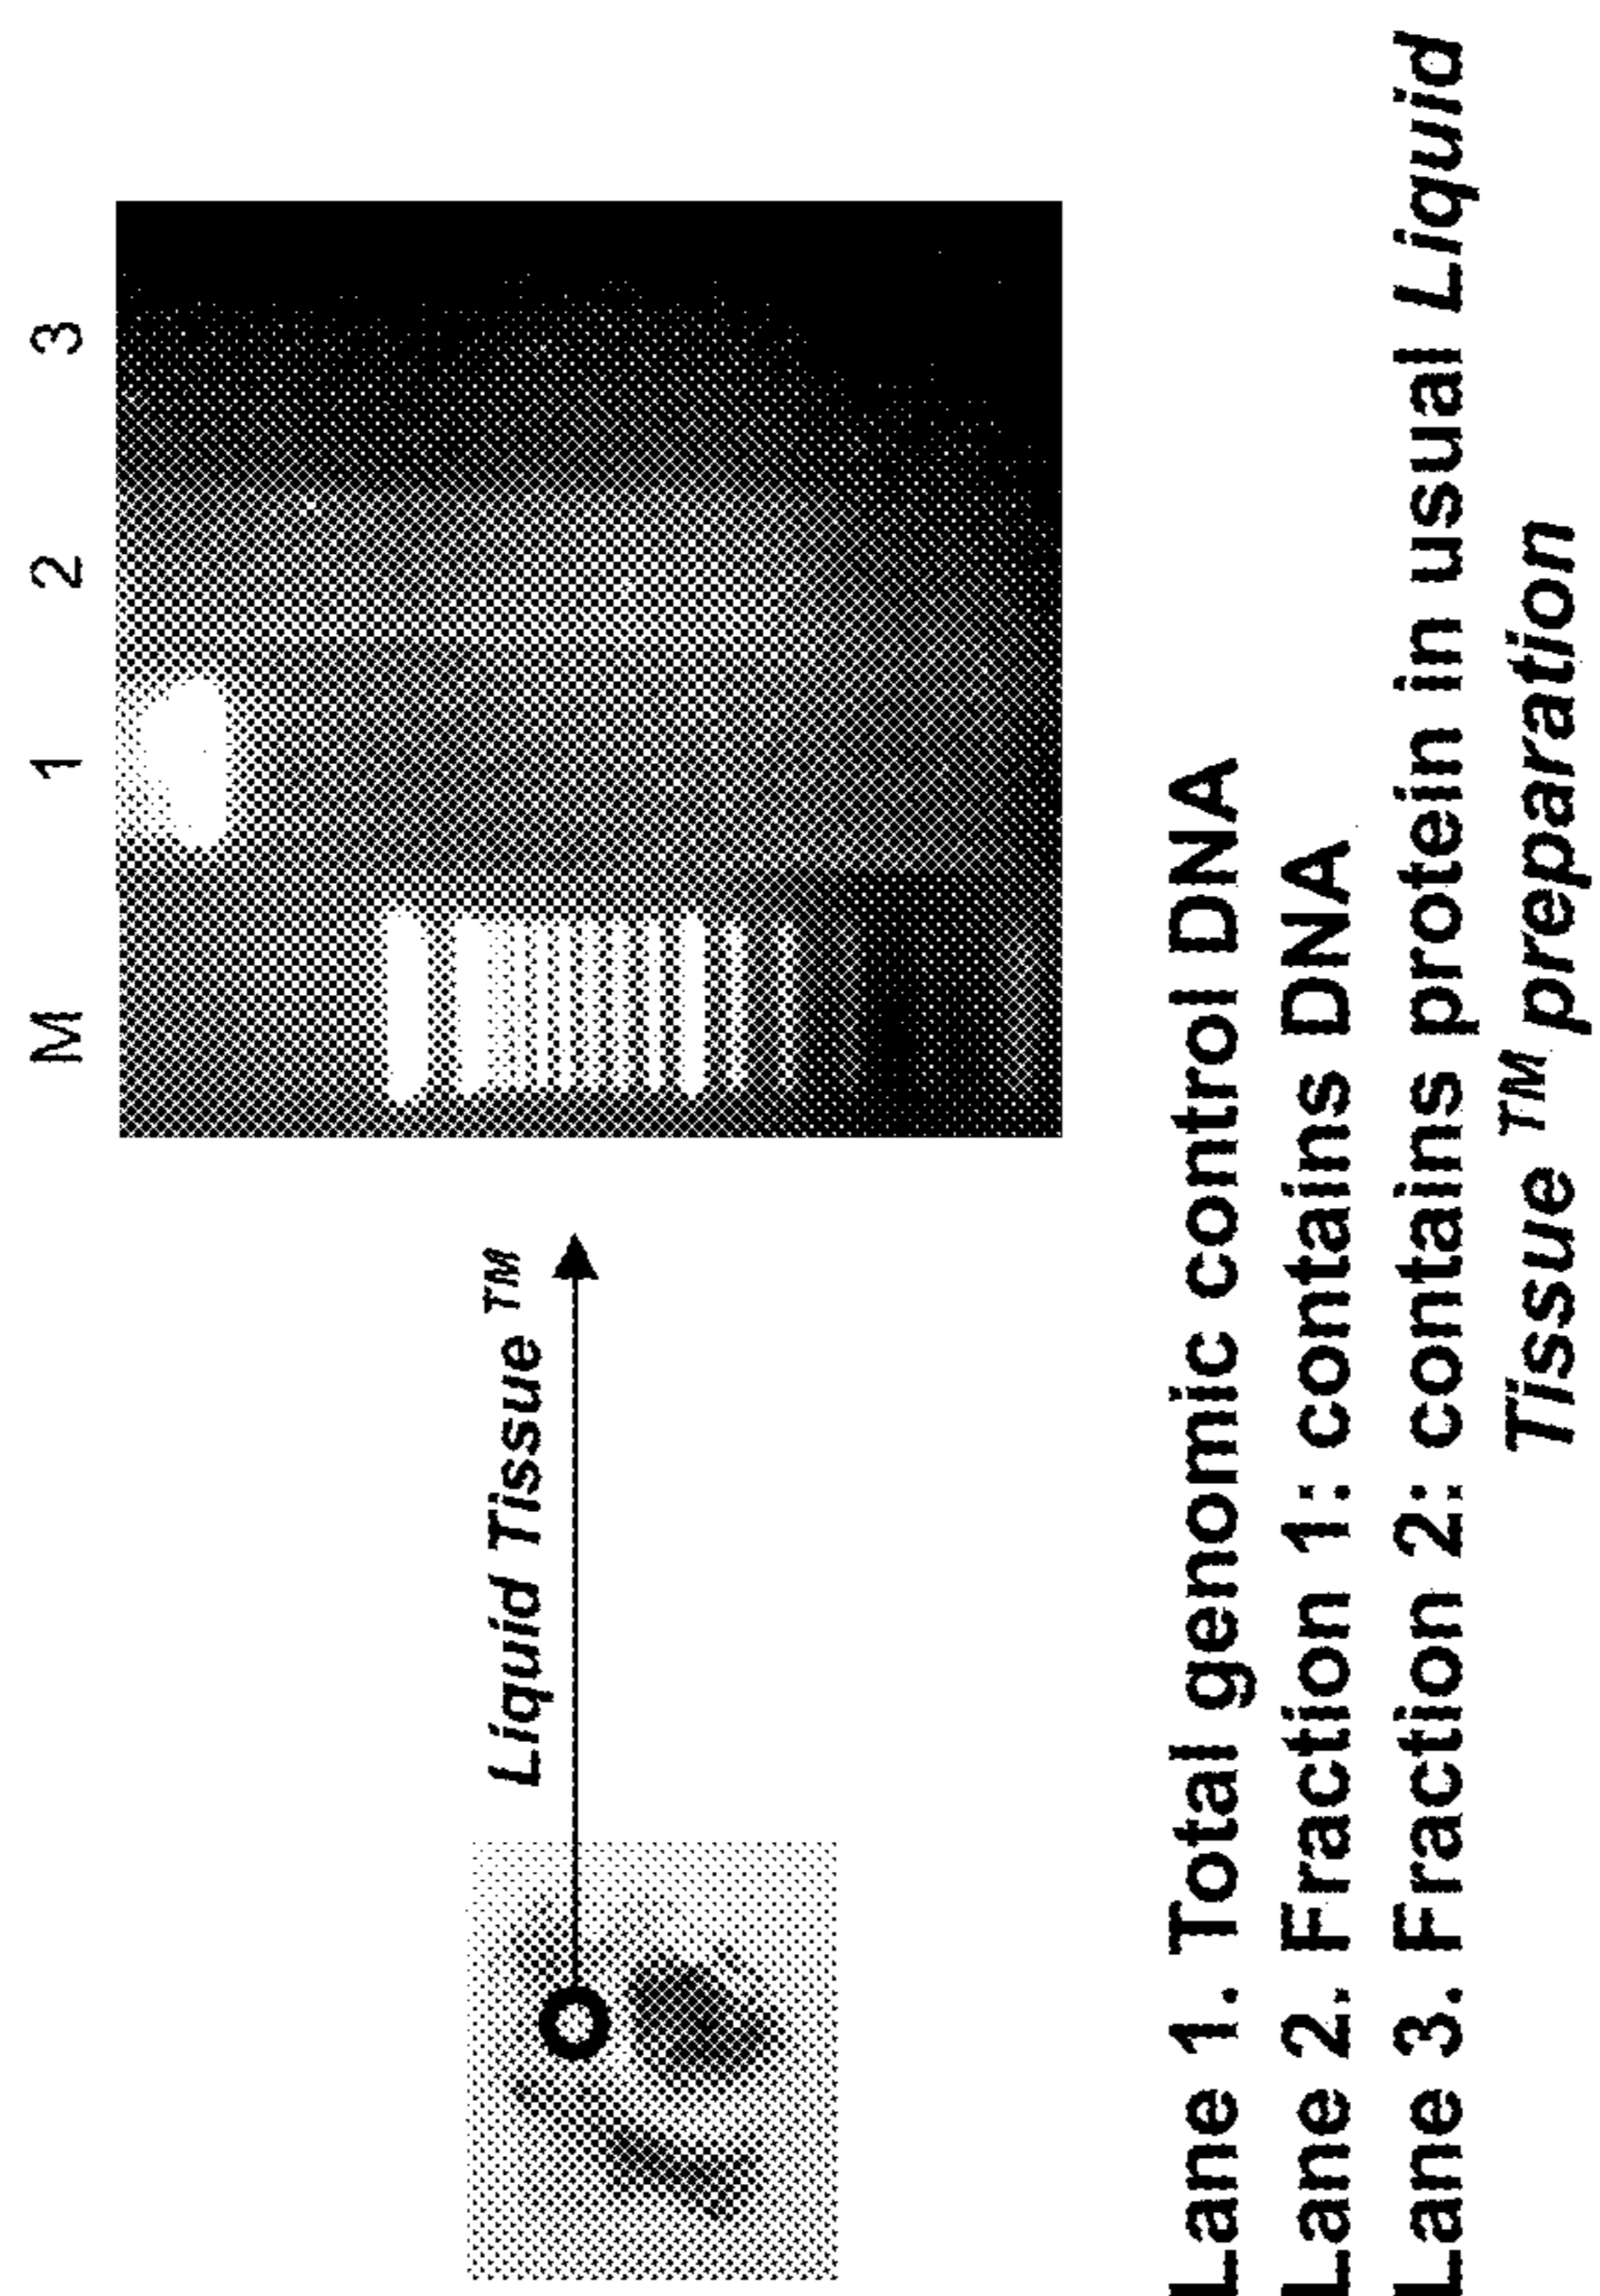 M 1 2 3
Liquid Tissue™
Lane 1. Total genomic control DNA
Lane 2. Fraction 1: contains DNA
Lane 3. Fraction 2: contains protein in usual Liquid
Tissue™ preparation